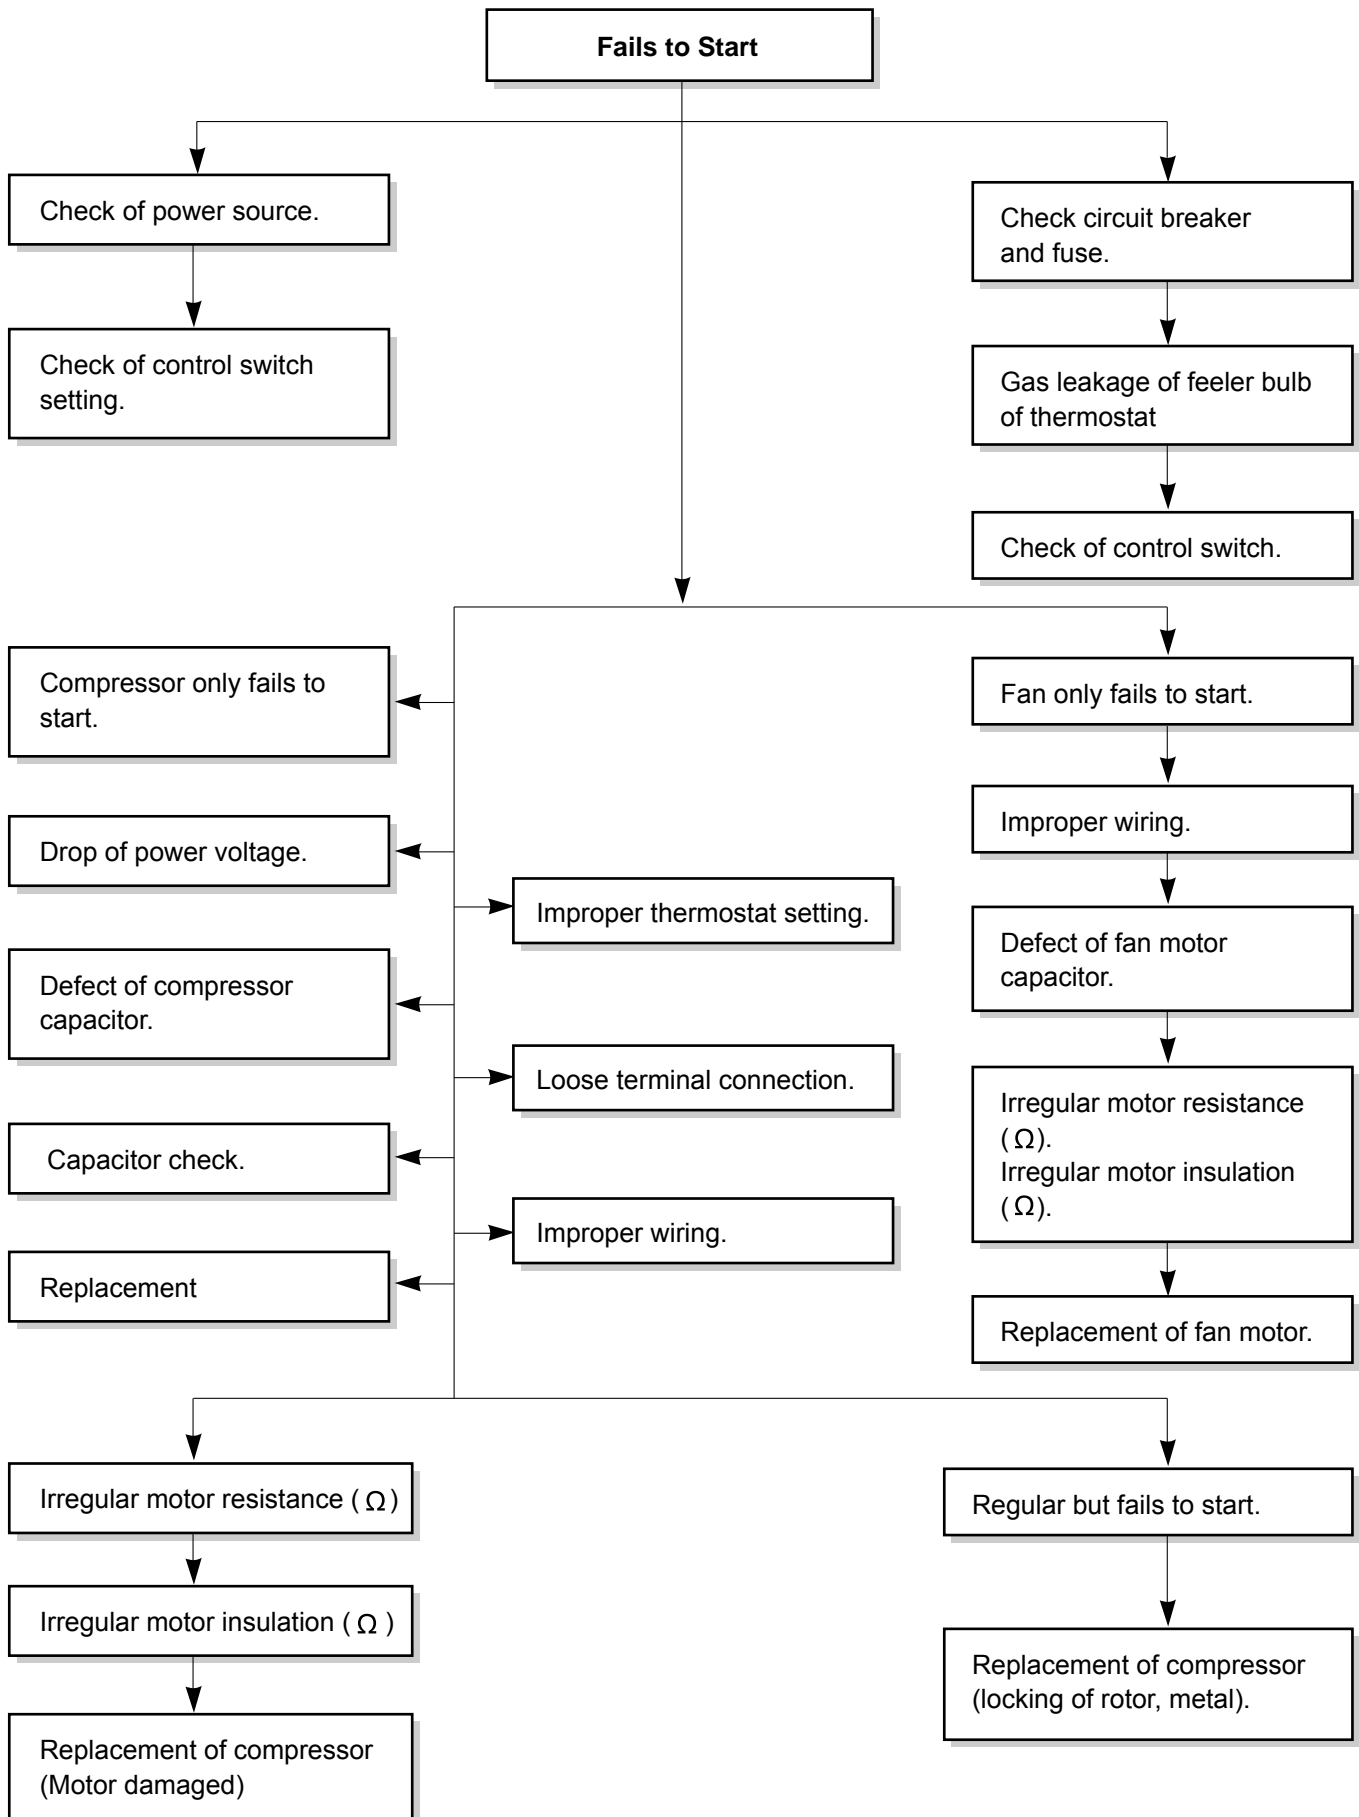 Fails to Start
Check of power source.
Check circuit breaker
and fuse.
Check of control switch
setting.
Gas leakage of feeler bulb
of thermostat
Check of control switch.
Compressor only fails to
start.
Fan only fails to start.
Drop of power voltage.
Improper wiring.
Improper thermostat setting.
Defect of compressor
capacitor.
Defect of fan motor
capacitor.
Loose terminal connection.
Irregular motor resistance
( Ω ).
Irregular motor insulation
( Ω ).
Capacitor check.
Improper wiring.
Replacement
Replacement of fan motor.
Irregular motor resistance ( Ω )
Regular but fails to start.
Irregular motor insulation ( Ω )
Replacement of compressor
(locking of rotor, metal).
Replacement of compressor
(Motor damaged)